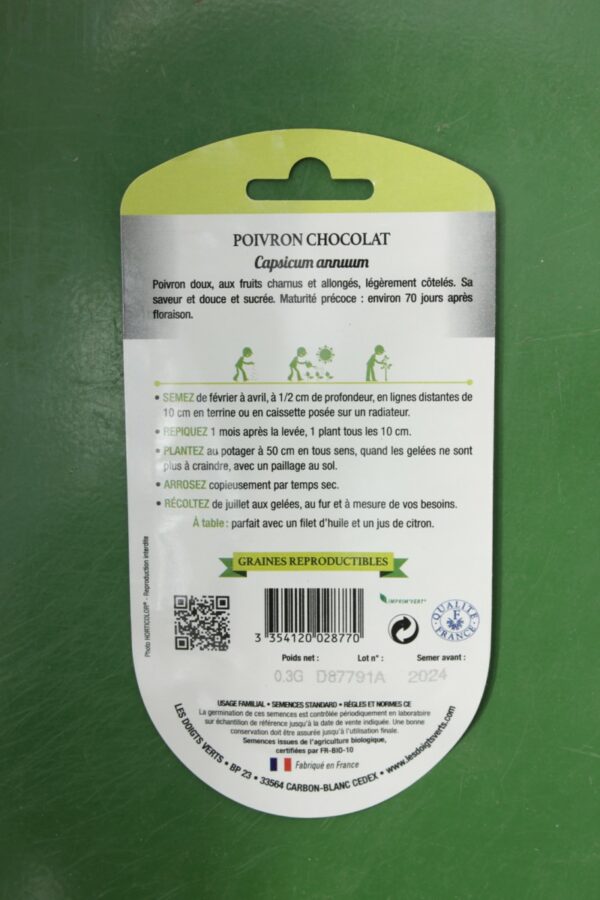 POIVRON CHOCOLAT
Capsicum annuum
Poivron doux, aux fruits charnus et allongés, légèrement côtelés. Sa
saveur et douce et sucrée. Maturité précoce : environ 70 jours après
floraison.
• SEMEZ de février à avril, à 1/2 cm de profondeur, en lignes distantes de
10 cm en terrine ou en caissette posée sur un radiateur.
• REPIQUEZ 1 mois après la levée, 1 plant tous les 10 cm.
• PLANTEZ au potager à 50 cm en tous sens, quand les gelées ne sont
plus à craindre, avec un paillage au sol.
• ARROSEZ copieusement par temps sec.
• RÉCOLTEZ de juillet aux gelées, au fur et à mesure de vos besoins.
À table : parfait avec un filet d'huile et un jus de citron.
GRAINES REPRODUCTIBLES
Photo HORTICOLOR® - Reproduction interdite
IMPRIM'VERT®
QUALITÉ F FRANCE
3 354120 028770
Poids net : Lot n° : Semer avant :
0.3G D87791A 2024
USAGE FAMILIAL • SEMENCES STANDARD • RÈGLES ET NORMES CE
La germination de ces semences est contrôlée périodiquement en laboratoire
sur échantillon de référence jusqu'à la date de vente indiquée. Une bonne
conservation doit être assurée jusqu'à l'utilisation finale.
Semences issues de l'agriculture biologique,
certifiées par FR-BIO-10
Fabriqué en France
LES DOIGTS VERTS • BP 23 • 33564 CARBON-BLANC CEDEX • www.lesdoigtsverts.com